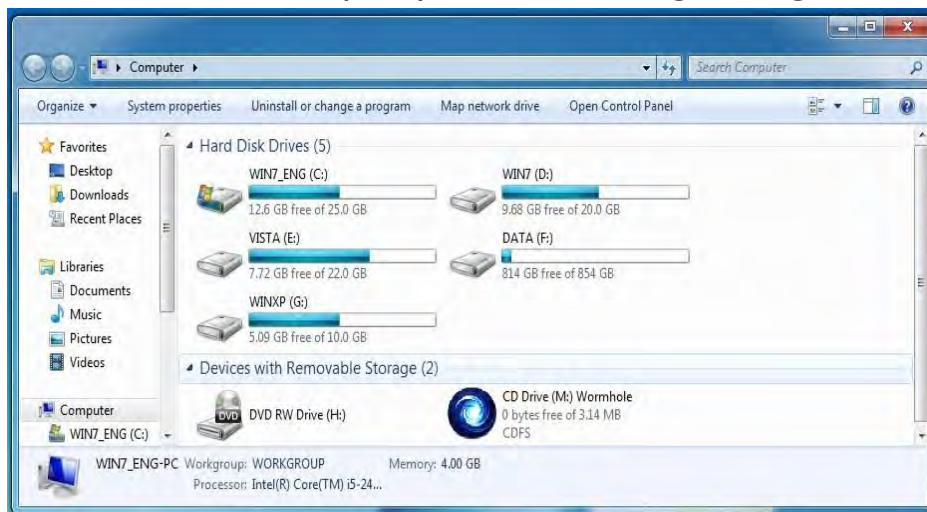 Computer
Search Computer
Organize System properties Uninstall or change a program Map network drive Open Control Panel
Favorites
Desktop
Downloads
Recent Places
Libraries
Documents
Music
Pictures
Videos
Computer
WIN7_ENG (C:)
Hard Disk Drives (5)
WIN7_ENG (C:)
12.6 GB free of 25.0 GB
WIN7 (D:)
9.68 GB free of 20.0 GB
VISTA (E:)
7.72 GB free of 22.0 GB
DATA (F:)
814 GB free of 854 GB
WINXP (G:)
5.09 GB free of 10.0 GB
Devices with Removable Storage (2)
DVD
DVD RW Drive (H:)
CD Drive (M:) Wormhole
0 bytes free of 3.14 MB
CDFS
WIN7_ENG-PC Workgroup: WORKGROUP Memory: 4.00 GB
Processor: Intel(R) Core(TM) i5-24...